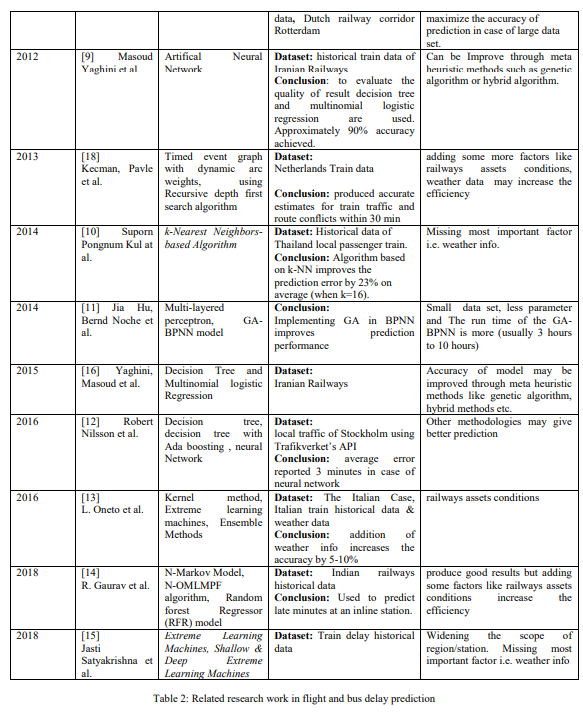 data, Dutch railway corridor
Rotterdam
maximize the accuracy of
prediction in case of large data
set.
2012
[9] Masoud
Yaghini et al.
Artifical Neural
Network
Dataset: historical train data of
Iranian Railways
Conclusion: to evaluate the
quality of result decision tree
and multinomial logistic
regression are used.
Approximately 90% accuracy
achieved.
Can be Improve through meta
heuristic methods such as genetic
algorithm or hybrid algorithm.
2013
[18]
Kecman, Pavle
et al.
Timed event graph
with dynamic arc
weights, using
Recursive depth first
search algorithm
Dataset:
Netherlands Train data
Conclusion: produced accurate
estimates for train traffic and
route conflicts within 30 min
adding some more factors like
railways assets conditions,
weather data may increase the
efficiency
2014
[10] Suporn
Pongnum Kul at
al.
k-Nearest Neighbors-
based Algorithm
Dataset: Historical data of
Thailand local passenger train.
Conclusion: Algorithm based
on k-NN improves the
prediction error by 23% on
average (when k=16).
Missing most important factor
i.e. weather info.
2014
[11] Jia Hu,
Bernd Noche et
al.
Multi-layered
perceptron, GA-
BPNN model
Conclusion:
Implementing GA in BPNN
improves prediction
performance
Small data set, less parameter
and The run time of the GA-
BPNN is more (usually 3 hours
to 10 hours)
2015
[16] Yaghini,
Masoud et al.
Decision Tree and
Multinomial logistic
Regression
Dataset:
Iranian Railways
Accuracy of model may be
improved through meta heuristic
methods like genetic algorithm,
hybrid methods etc.
2016
[12] Robert
Nilsson et al.
Decision tree,
decision tree with
Ada boosting , neural
Network
Dataset:
local traffic of Stockholm using
Trafikverket's API
Conclusion: average error
reported 3 minutes in case of
neural network
Other methodologies may give
better prediction
2016
[13]
L. Oneto et al.
Kernel method,
Extreme learning
machines, Ensemble
Methods
Dataset: The Italian Case,
Italian train historical data &
weather data
Conclusion: addition of
weather info increases the
accuracy by 5-10%
railways assets conditions
2018
[14]
R. Gaurav et al.
N-Markov Model,
N-OMLMPF
algorithm, Random
forest Regressor
(RFR) model
Dataset: Indian railways
historical data
Conclusion: Used to predict
late minutes at an inline station.
produce good results but adding
some factors like railways assets
conditions increase the
efficiency
2018
[15]
Jasti
Satyakrishna et
al.
Extreme Learning
Machines, Shallow &
Deep Extreme
Learning Machines
Dataset: Train delay historical
data
Widening the scope of
region/station. Missing most
important factor i.e. weather info
Table 2: Related research work in flight and bus delay prediction